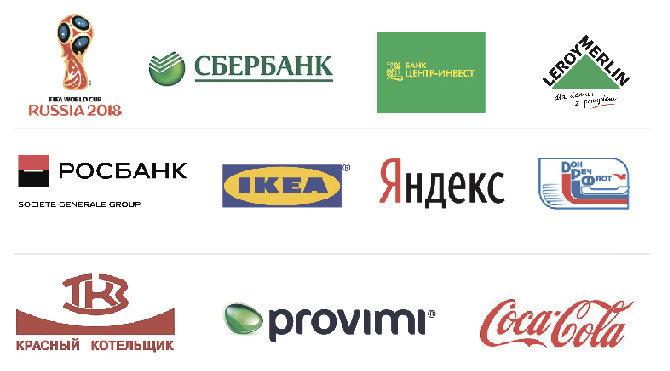 FIFA WORLD CUP
RUSSIA 2018
СБЕРБАНК
БАНК
ЦЕНТР-ИНВЕСТ
LEROY MERLIN
РОСБАНК
SOCIETE GENERALE GROUP
IKEA®
Яндекс
ДОН
РЕЧ
ФЛОТ
ТКЗ
КРАСНЫЙ КОТЕЛЬЩИК
provimi®
Coca-Cola